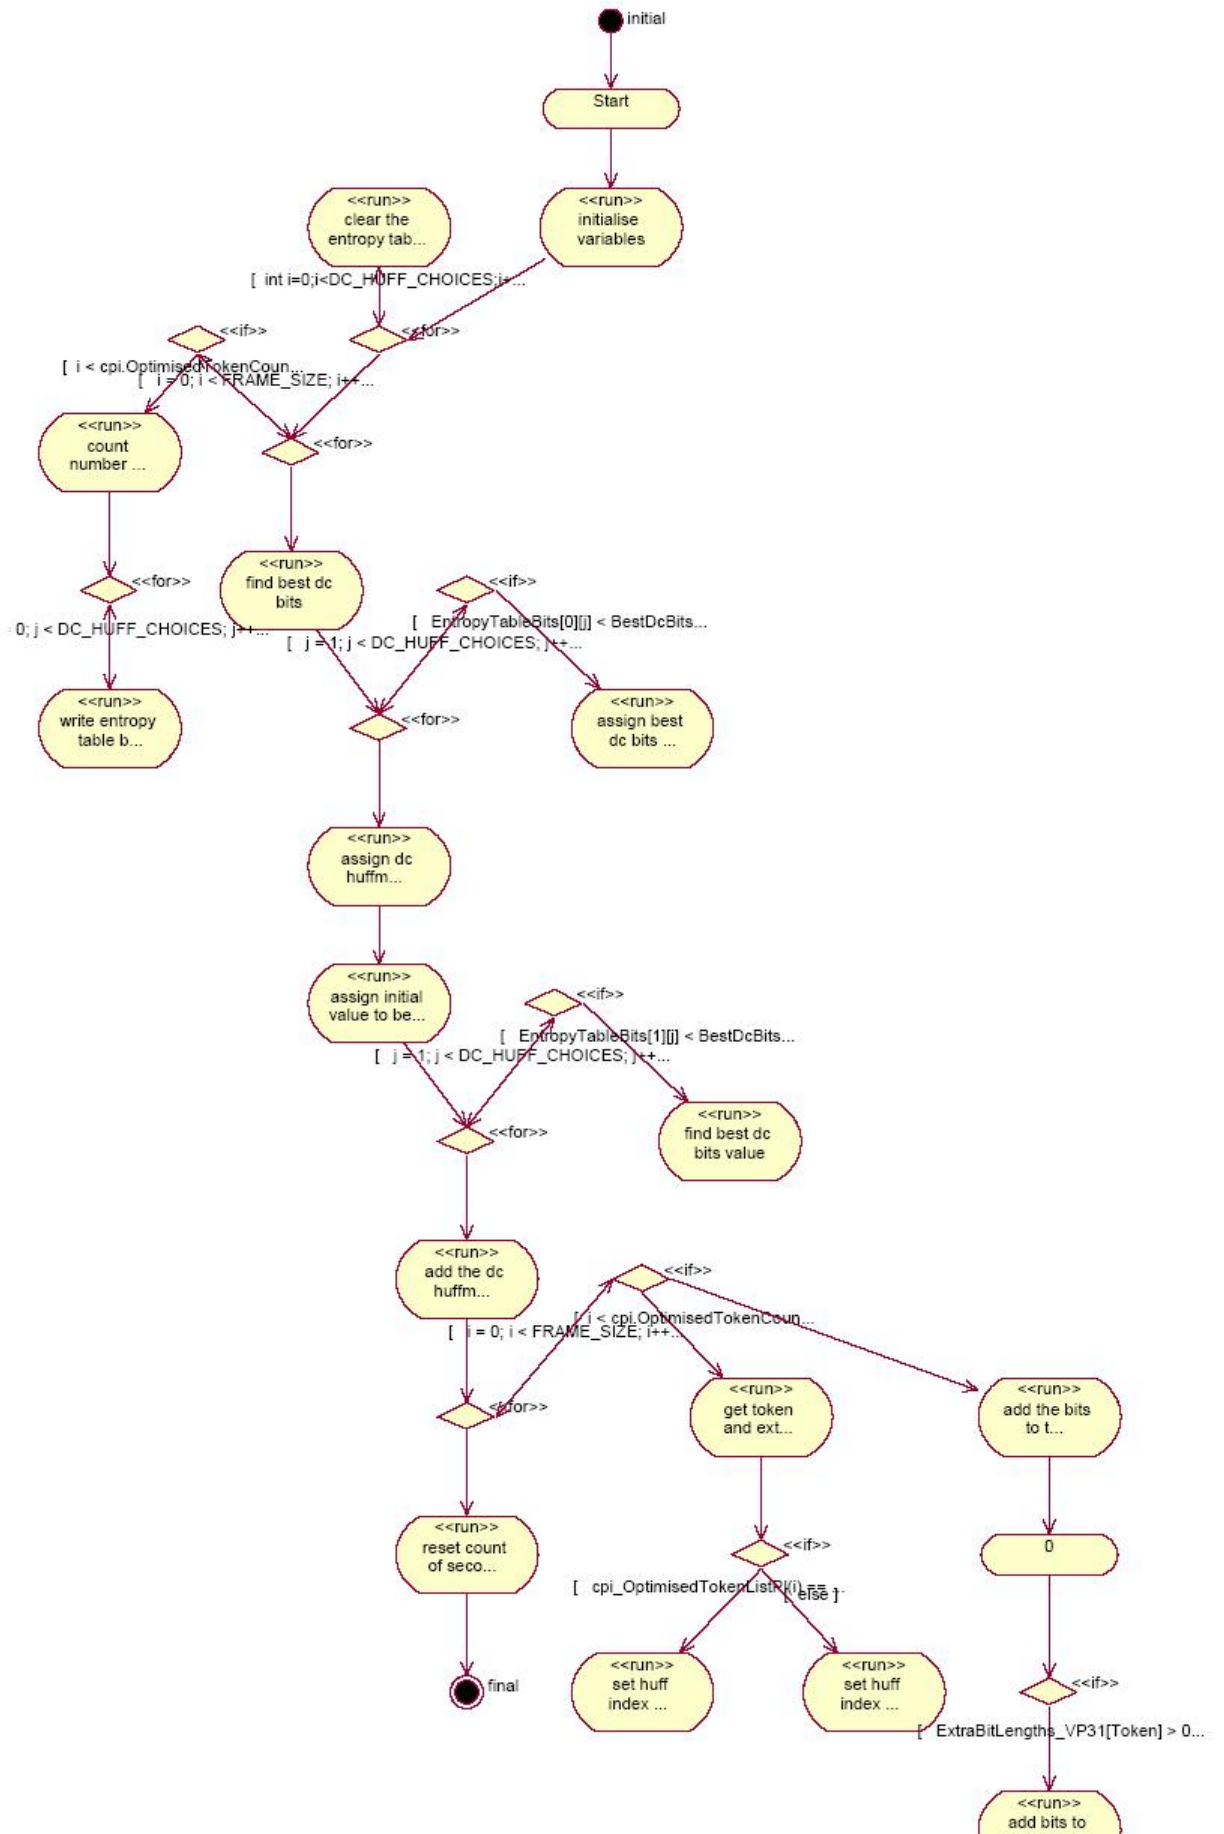 initial
Start
<<run>>
clear the
entropy tab...
<<run>>
initialise
variables
[ int i=0;i<DC_HUFF_CHOICES;i+...
<<if>>
<<for>>
[ i < cpi.OptimisedTokenCoun...
[ i = 0; i < FRAME_SIZE; i++...
<<run>>
count
number ...
<<for>>
<<run>>
find best dc
bits
<<for>>
<<if>>
0; j < DC_HUFF_CHOICES; j++...
[ EntropyTableBits[0][j] < BestDcBits...
[ j = 1; j < DC_HUFF_CHOICES; j++...
<<run>>
write entropy
table b...
<<for>>
<<run>>
assign best
dc bits ...
<<run>>
assign dc
huffm...
<<run>>
assign initial
value to be...
<<if>>
[ EntropyTableBits[1][j] < BestDcBits...
[ j = 1; j < DC_HUFF_CHOICES; j++...
<<for>>
<<run>>
find best dc
bits value
<<run>>
add the dc
huffm...
<<if>>
[ i < cpi.OptimisedTokenCoun...
[ i = 0; i < FRAME_SIZE; i++...
<<for>>
<<run>>
get token
and ext...
<<run>>
add the bits
to t...
<<run>>
reset count
of seco...
<<if>>
0
[ cpi_OptimisedTokenListPl(i) == ...
[ else ]
final
<<run>>
set huff
index ...
<<run>>
set huff
index ...
<<if>>
[ ExtraBitLengths_VP31[Token] > 0...
<<run>>
add bits to